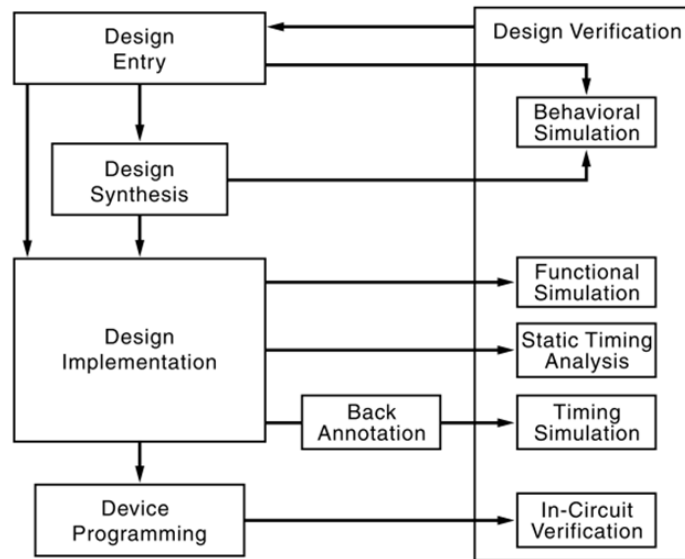 Design
Entry
Design Verification
Behavioral
Simulation
Design
Synthesis
Design
Implementation
Functional
Simulation
Static Timing
Analysis
Back
Annotation
Timing
Simulation
Device
Programming
In-Circuit
Verification